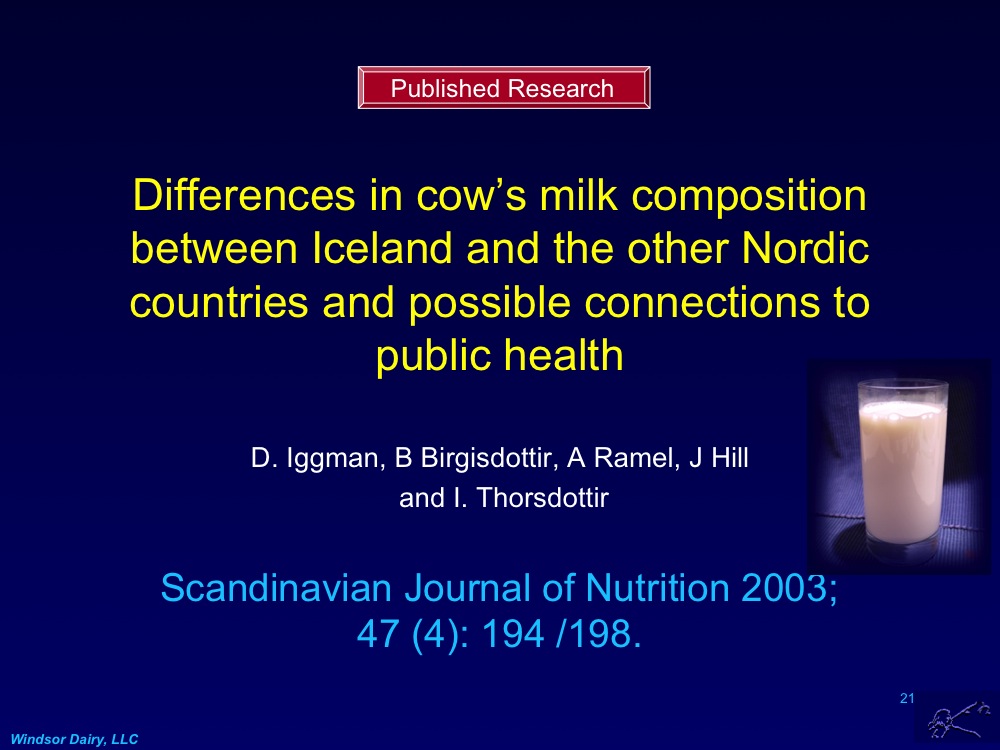 Published Research
Differences in cow’s milk composition
between Iceland and the other Nordic
countries and possible connections to
public health
D. Iggman, B Birgisdottir, A Ramel, J Hill
and I. Thorsdottir
Scandinavian Journal of Nutrition 2003;
47 (4): 194 /198.
21
Windsor Dairy, LLC